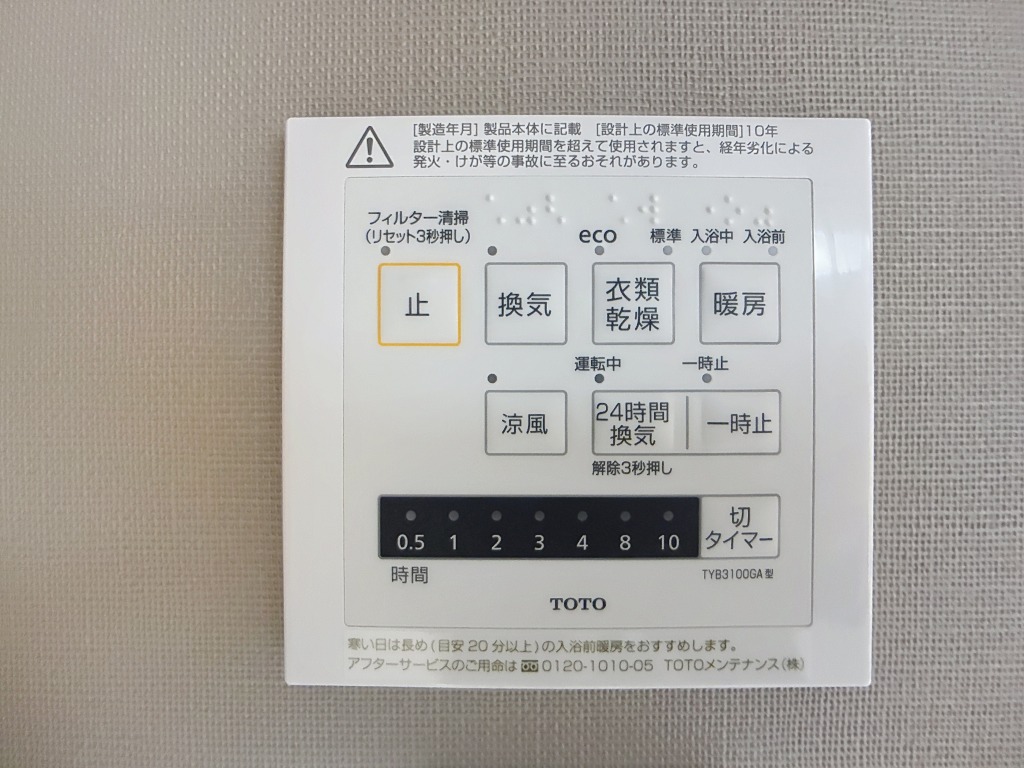 [製造年月] 製品本体に記載 [設計上の標準使用期間]10年
設計上の標準使用期間を超えて使用されますと、経年劣化による
発火・けが等の事故に至るおそれがあります。
フィルター清掃
(リセット3秒押し)
eco
標準
入浴中
入浴前
止
換気
衣類
乾燥
暖房
運転中
一時止
涼風
24時間
換気
一時止
解除3秒押し
0.5 1 2 3 4 8 10
切
タイマー
時間
TYB3100GA型
TOTO
寒い日は長め(目安20分以上)の入浴前暖房をおすすめします。
アフターサービスのご用命は 0120-1010-05 TOTOメンテナンス(株)